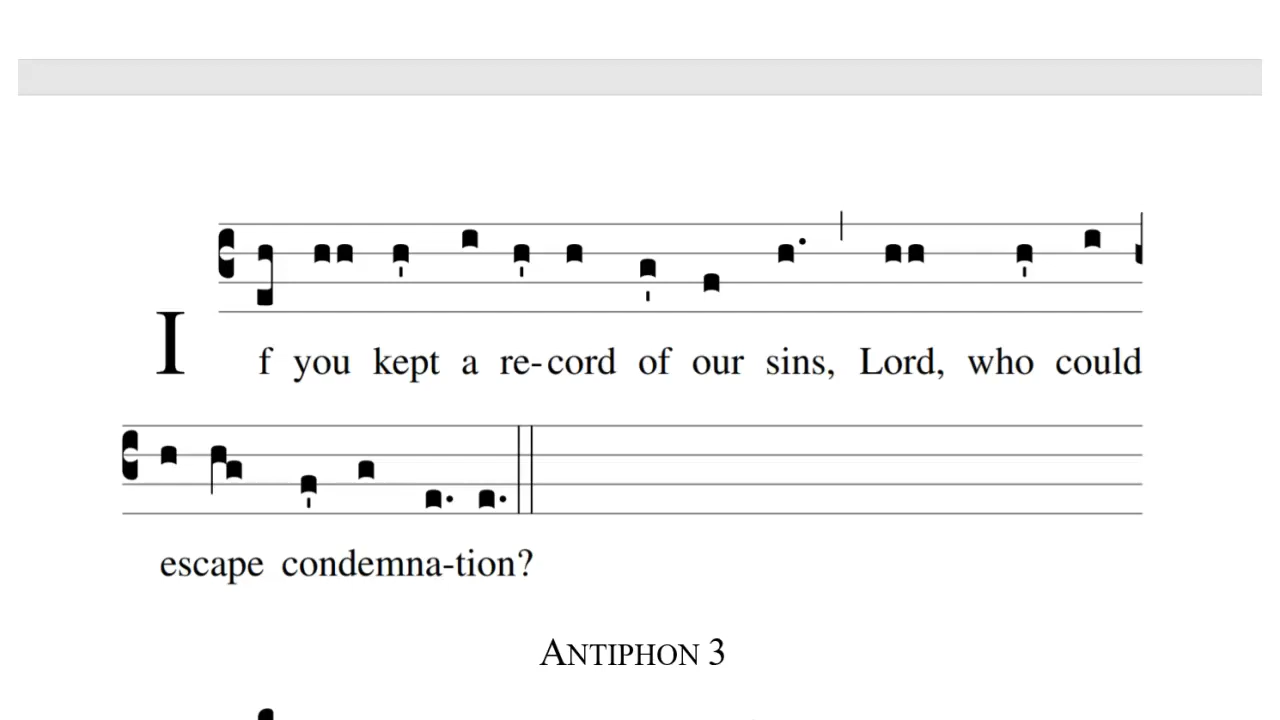 If you kept a re-cord of our sins, Lord, who could
escape condemna-tion?
ANTIPHON 3